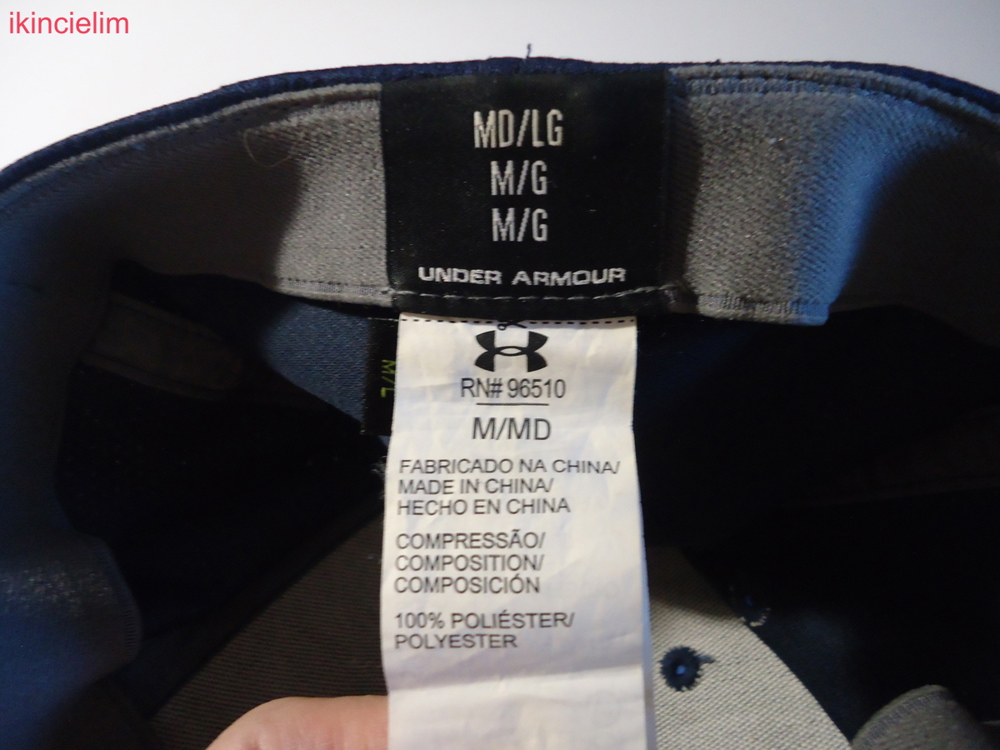 ikincielim
MD/LG
M/G
M/G
UNDER ARMOUR
M/L
RN# 96510
M/MD
FABRICADO NA CHINA/
MADE IN CHINA/
HECHO EN CHINA
COMPRESSÃO/
COMPOSITION/
COMPOSICIÓN
100% POLIÉSTER/
POLYESTER